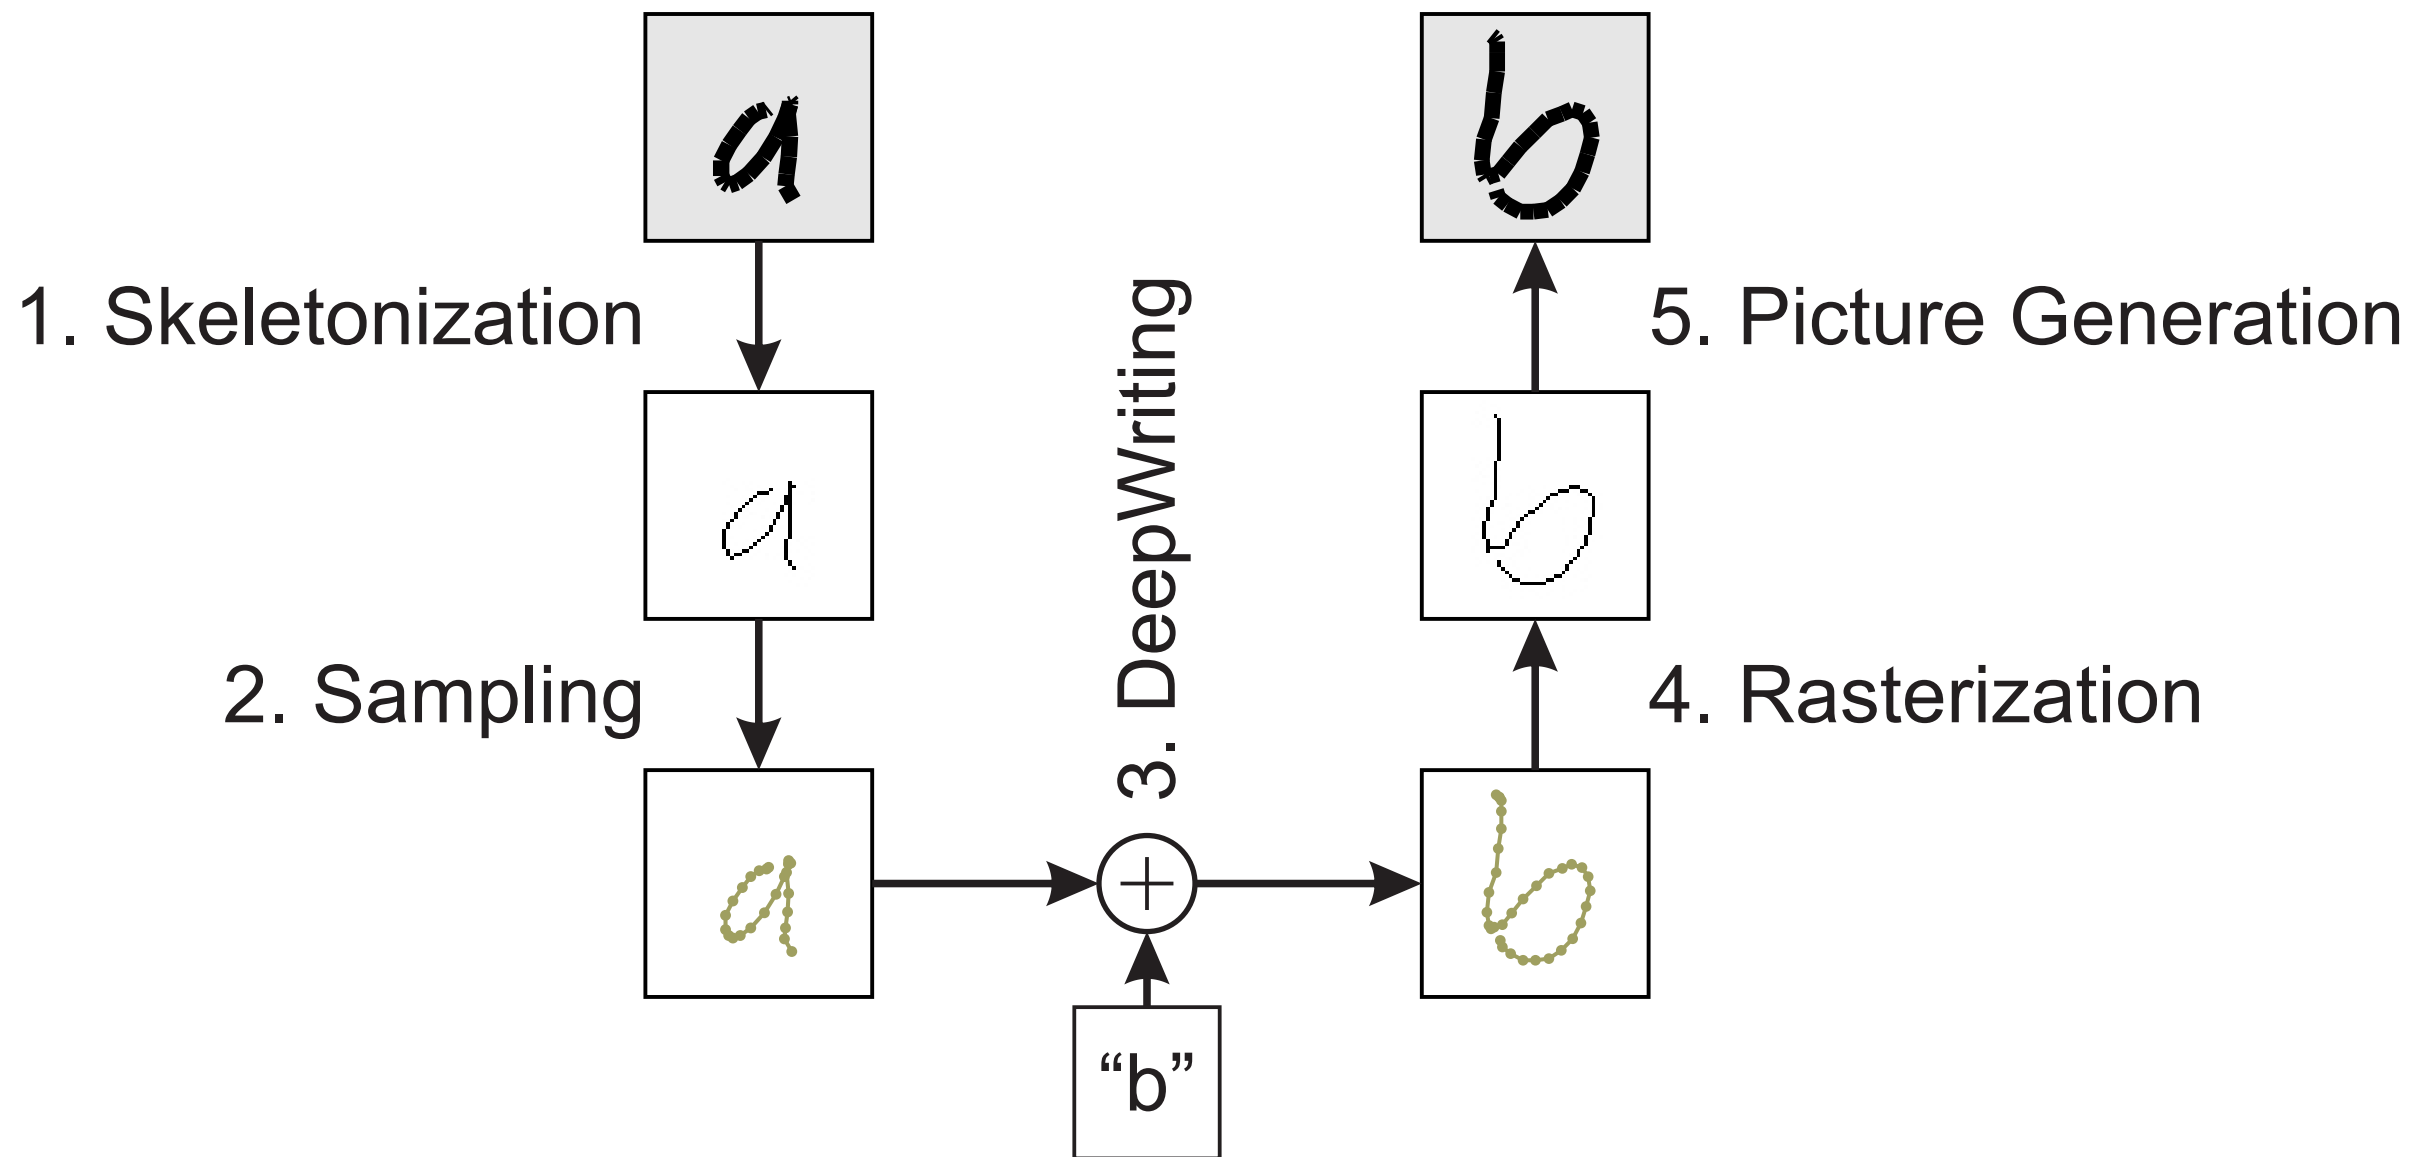 a
b
1. Skeletonization
5. Picture Generation
a
b
3. DeepWriting
2. Sampling
4. Rasterization
a
b
“b”